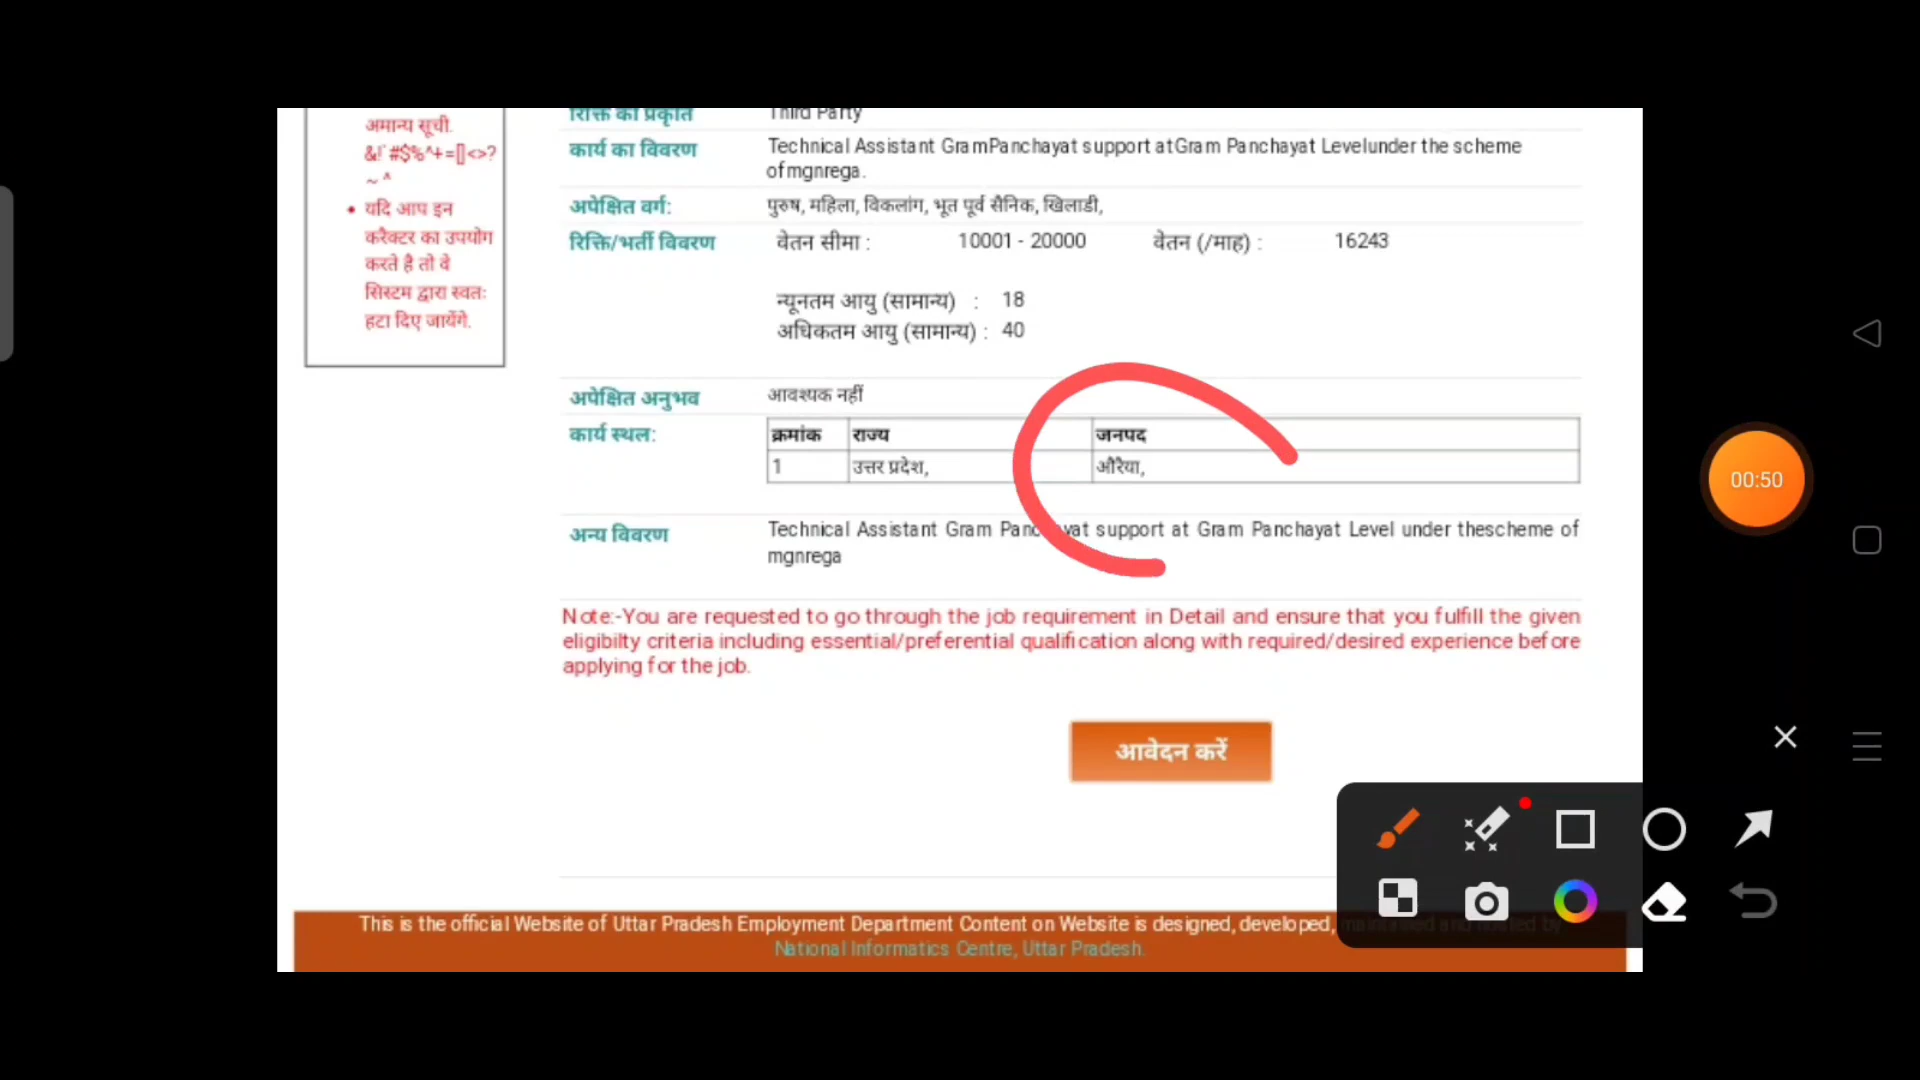 अमान्य सूची.
&!`#$%^+=[]<>?
~ ^
यदि आप इन
करैक्टर का उपयोग
करते है तो वे
सिस्टम द्वारा स्वतः
हटा दिए जायेंगे.
रिक्ति की प्रकृति Third Party
कार्य का विवरण Technical Assistant GramPanchayat support atGram Panchayat Levelunder the scheme
ofmgnrega.
अपेक्षित वर्ग: पुरुष, महिला, विकलांग, भूत पूर्व सैनिक, खिलाडी,
रिक्ति/भर्ती विवरण वेतन सीमा : 10001 - 20000 वेतन (/माह) : 16243
न्यूनतम आयु (सामान्य) : 18
अधिकतम आयु (सामान्य) : 40
अपेक्षित अनुभव आवश्यक नहीं
कार्य स्थल: क्रमांक राज्य जनपद
1 उत्तर प्रदेश, औरैया,
अन्य विवरण Technical Assistant Gram Panchayat support at Gram Panchayat Level under thescheme of
mgnrega
Note:-You are requested to go through the job requirement in Detail and ensure that you fulfill the given
eligibilty criteria including essential/preferential qualification along with required/desired experience before
applying for the job.
आवेदन करें
00:50
This is the official Website of Uttar Pradesh Employment Department Content on Website is designed, developed, maintained and hosted by
National Informatics Centre, Uttar Pradesh.